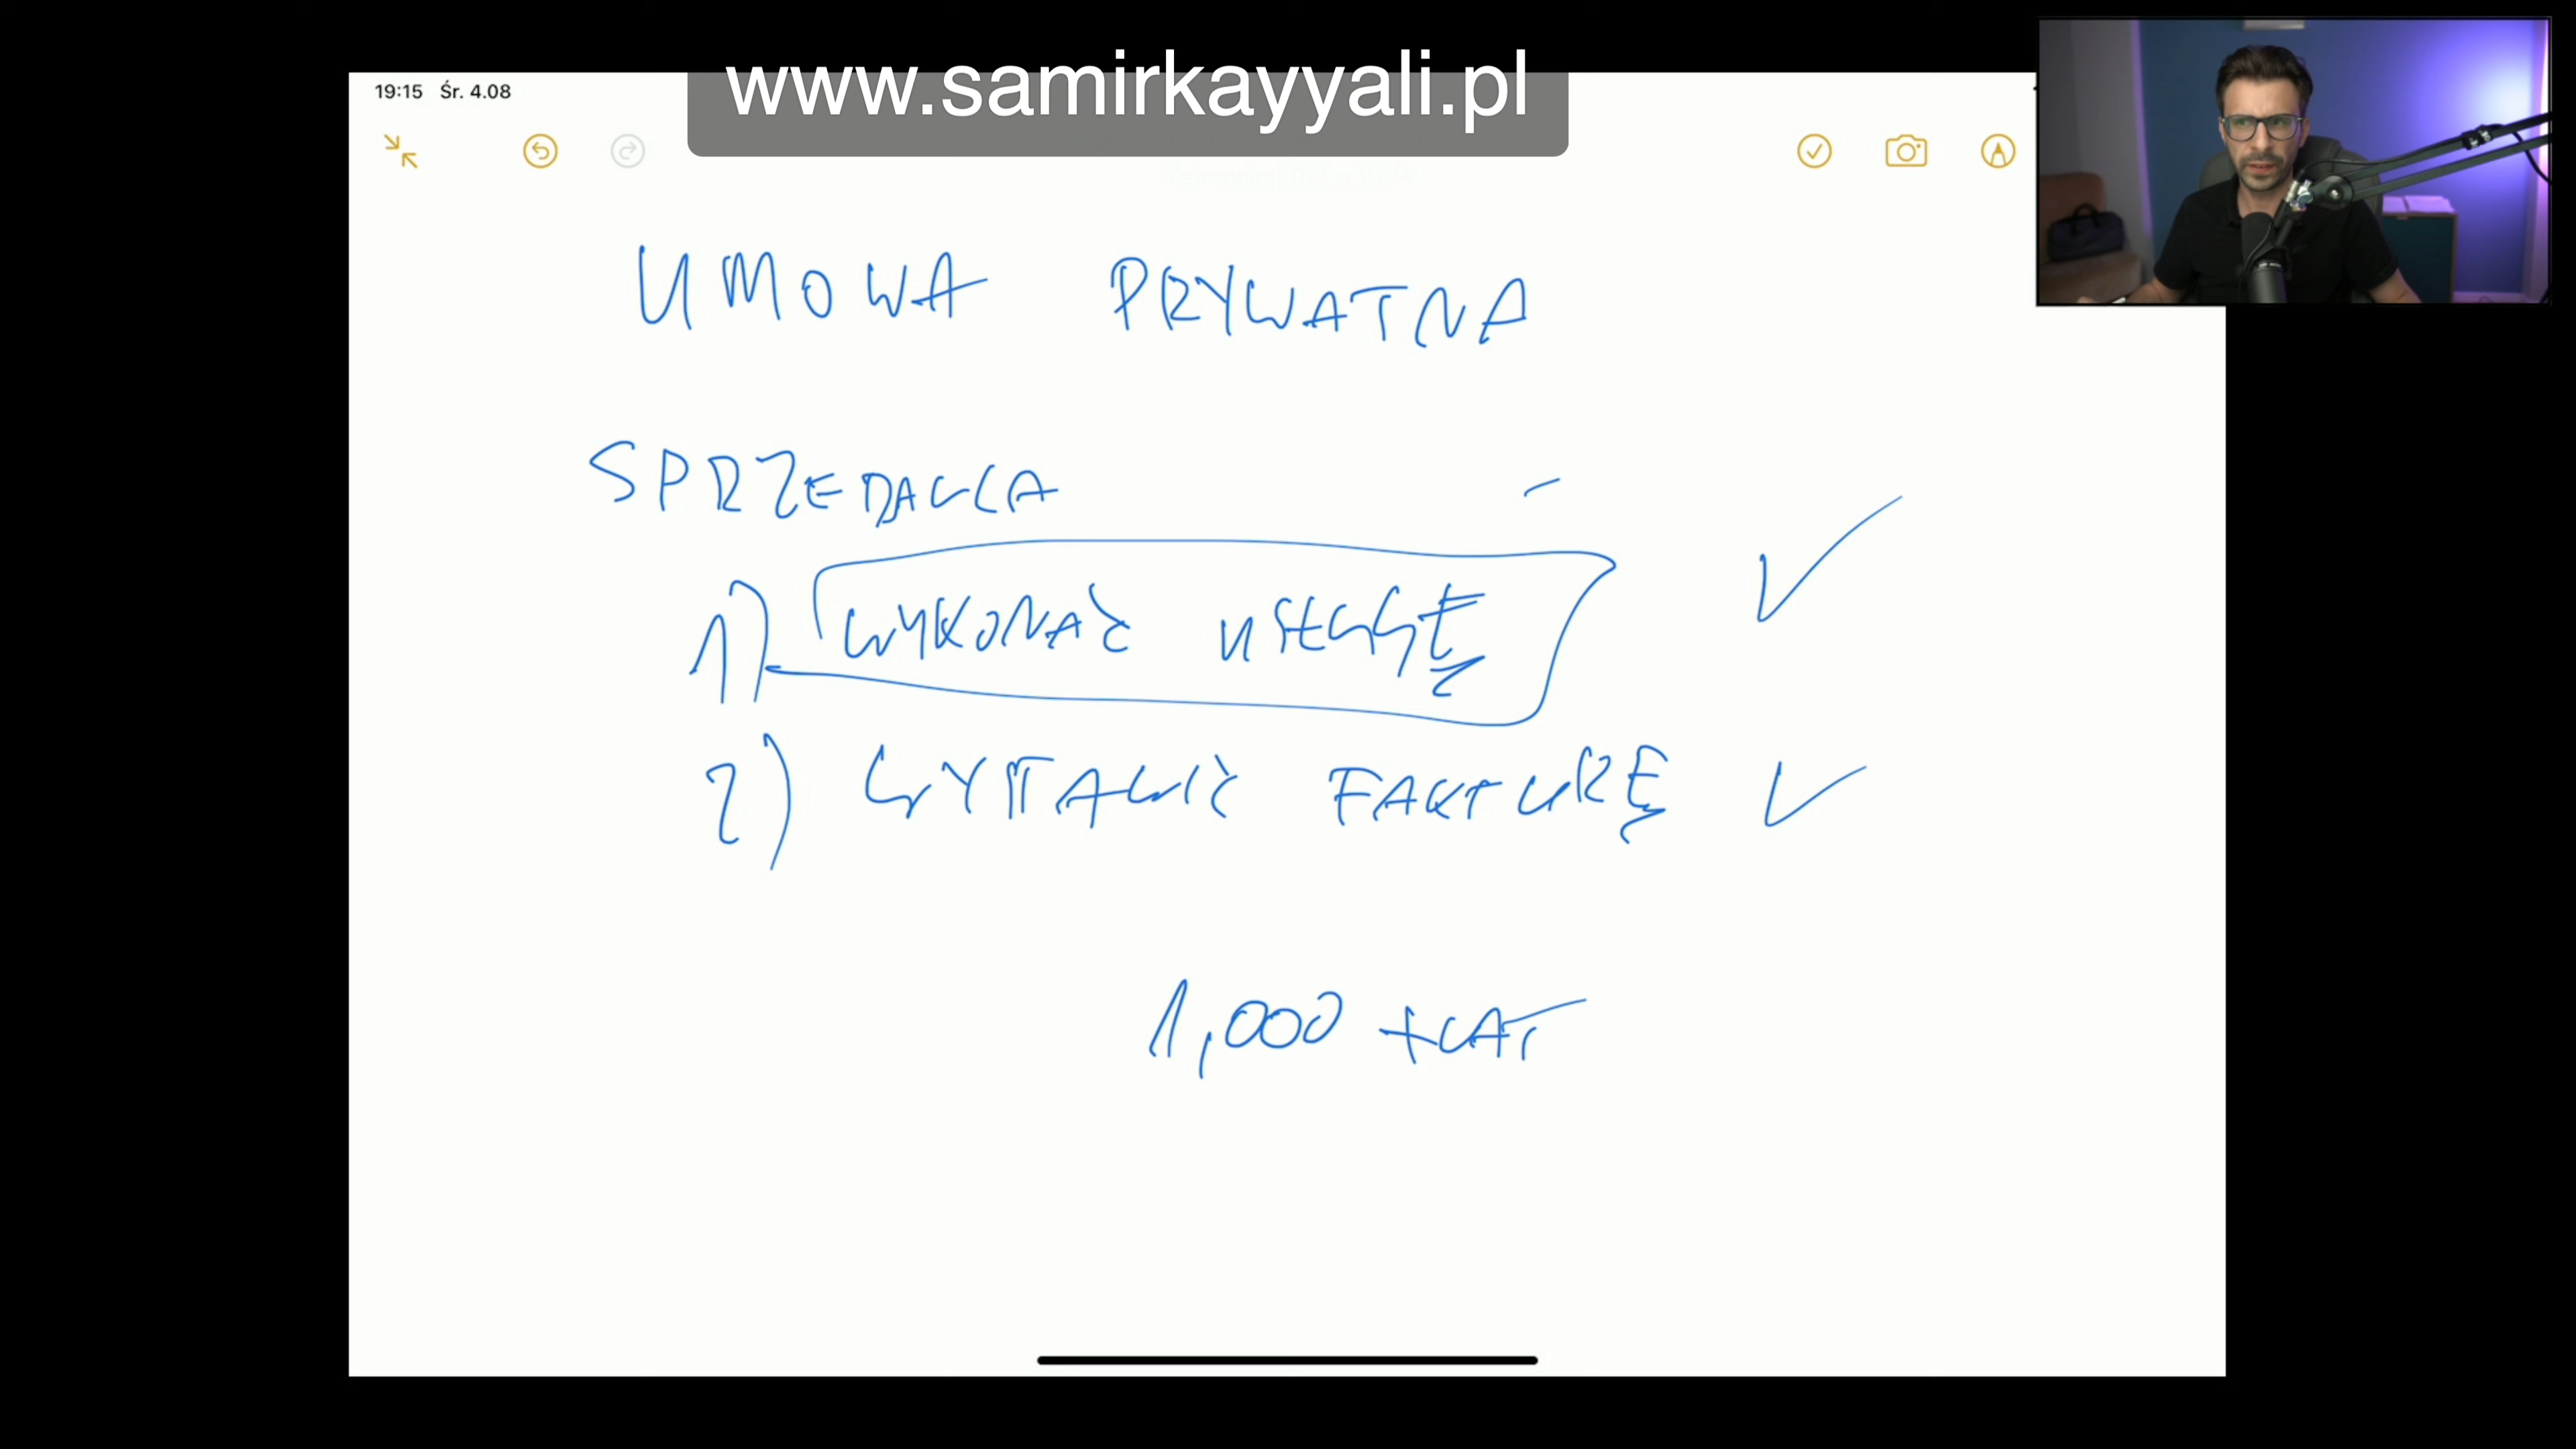 www.samirkayyali.pl
19:15 Śr. 4.08
UMOWA PRYWATNA
SPRZEDAWCA
1) WYKONAĆ USŁUGĘ
2) WYSTAWIĆ FAKTURĘ
1,000 +VAT